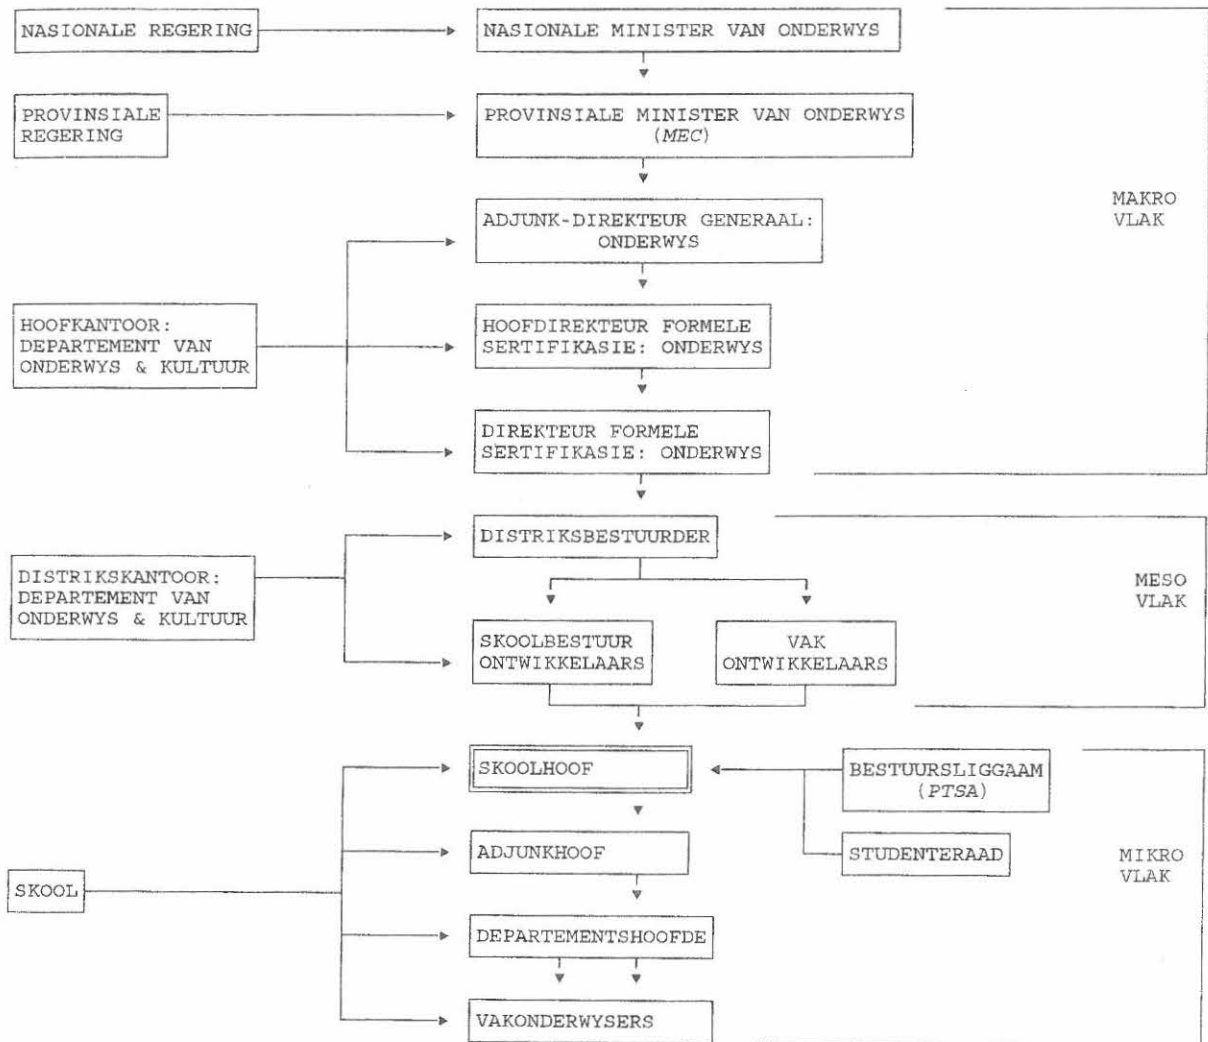 NASIONALE REGERING
NASIONALE MINISTER VAN ONDERWYS
PROVINSIALE
REGERING
PROVINSIALE MINISTER VAN ONDERWYS
(MEC)
MAKRO
VLAK
ADJUNK-DIREKTEUR GENERAAL:
ONDERWYS
HOOFKANTOOR:
DEPARTEMENT VAN
ONDERWYS & KULTUUR
HOOFDIREKTEUR FORMELE
SERTIFIKASIE: ONDERWYS
DIREKTEUR FORMELE
SERTIFIKASIE: ONDERWYS
DISTRIKSBESTUURDER
DISTRIKSKANTOOR:
DEPARTEMENT VAN
ONDERWYS & KULTUUR
MESO
VLAK
SKOOLBESTUUR
ONTWIKKELAARS
VAK
ONTWIKKELAARS
SKOOLHOOF
BESTUURSLIGGAAM
(PTSA)
ADJUNKHOOF
STUDENTERAAD
MIKRO
VLAK
SKOOL
DEPARTEMENTSHOOFDE
VAKONDERWYSERS